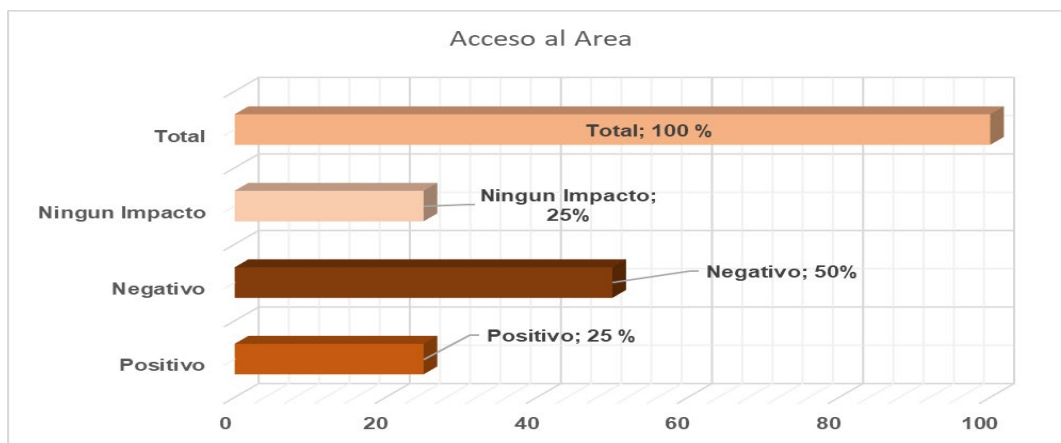 Acceso al Area
Total
Total; 100 %
Ningun Impacto
Ningun Impacto;
25%
Negativo
Negativo; 50%
Positivo
Positivo; 25 %
0 20 40 60 80 100